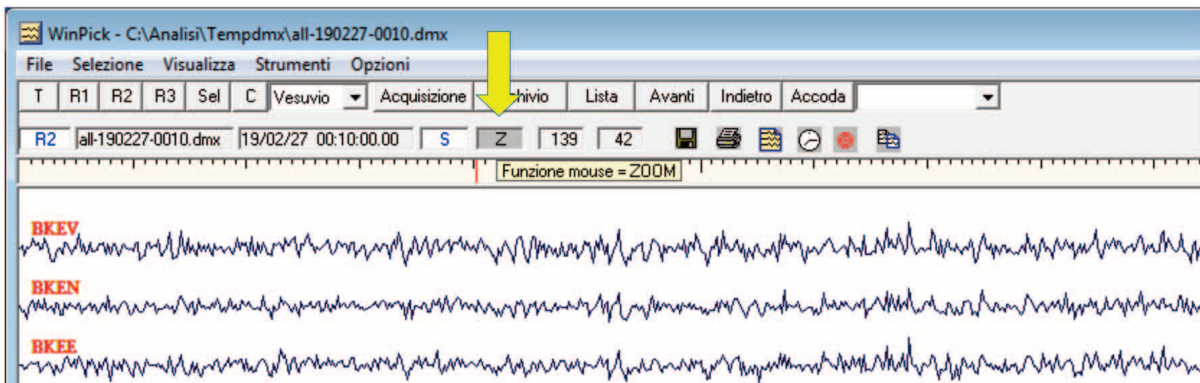 WinPick - C:\Analisi\Tempdmx\all-190227-0010.dmx
File Selezione Visualizza Strumenti Opzioni
T R1 R2 R3 Sel C Vesuvio Acquisizione Lista Avanti Indietro Accoda
R2 all-190227-0010.dmx 19/02/27 00:10:00.00 S Z 139 42
Funzione mouse = ZOOM
BKEV
BKEN
BKEE